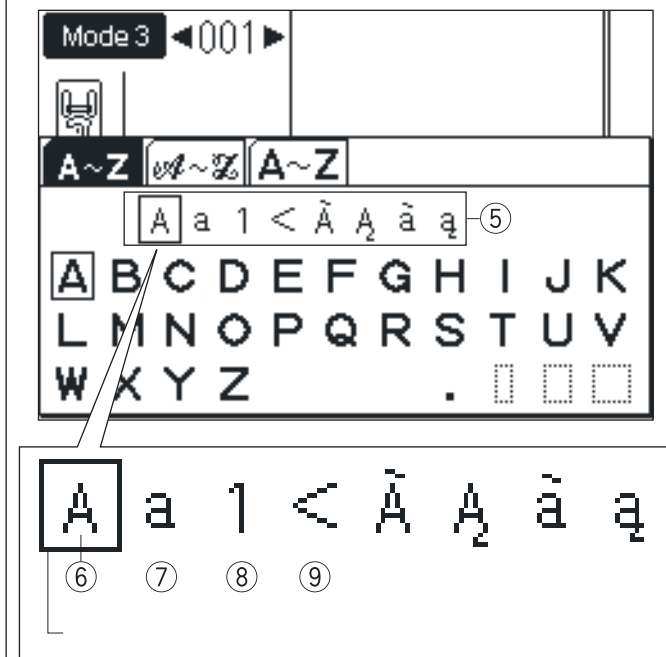 Mode 3 ◀001▶
A~Z 𝒜~𝒵 A~Z
A a 1 < Ã Ą ã ą ⑤
A B C D E F G H I J K
L M N O P Q R S T U V
W X Y Z .
A a 1 < Ã Ą ã ą
⑥ ⑦ ⑧ ⑨